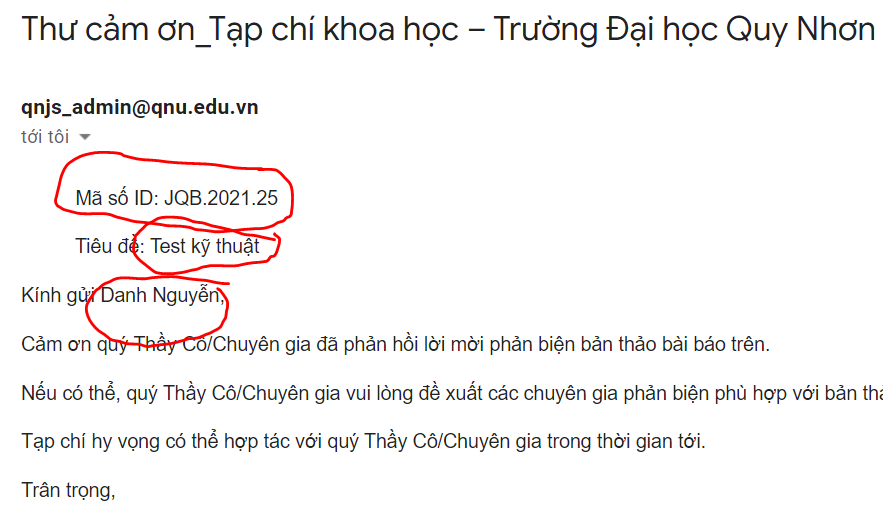 Thư cảm ơn_Tạp chí khoa học – Trường Đại học Quy Nhơn
qnjs_admin@qnu.edu.vn
tới tôi
Mã số ID: JQB.2021.25
Tiêu đề: Test kỹ thuật
Kính gửi Danh Nguyễn,
Cảm ơn quý Thầy Cô/Chuyên gia đã phản hồi lời mời phản biện bản thảo bài báo trên.
Nếu có thể, quý Thầy Cô/Chuyên gia vui lòng đề xuất các chuyên gia phản biện phù hợp với bản
Tạp chí hy vọng có thể hợp tác với quý Thầy Cô/Chuyên gia trong thời gian tới.
Trân trọng,